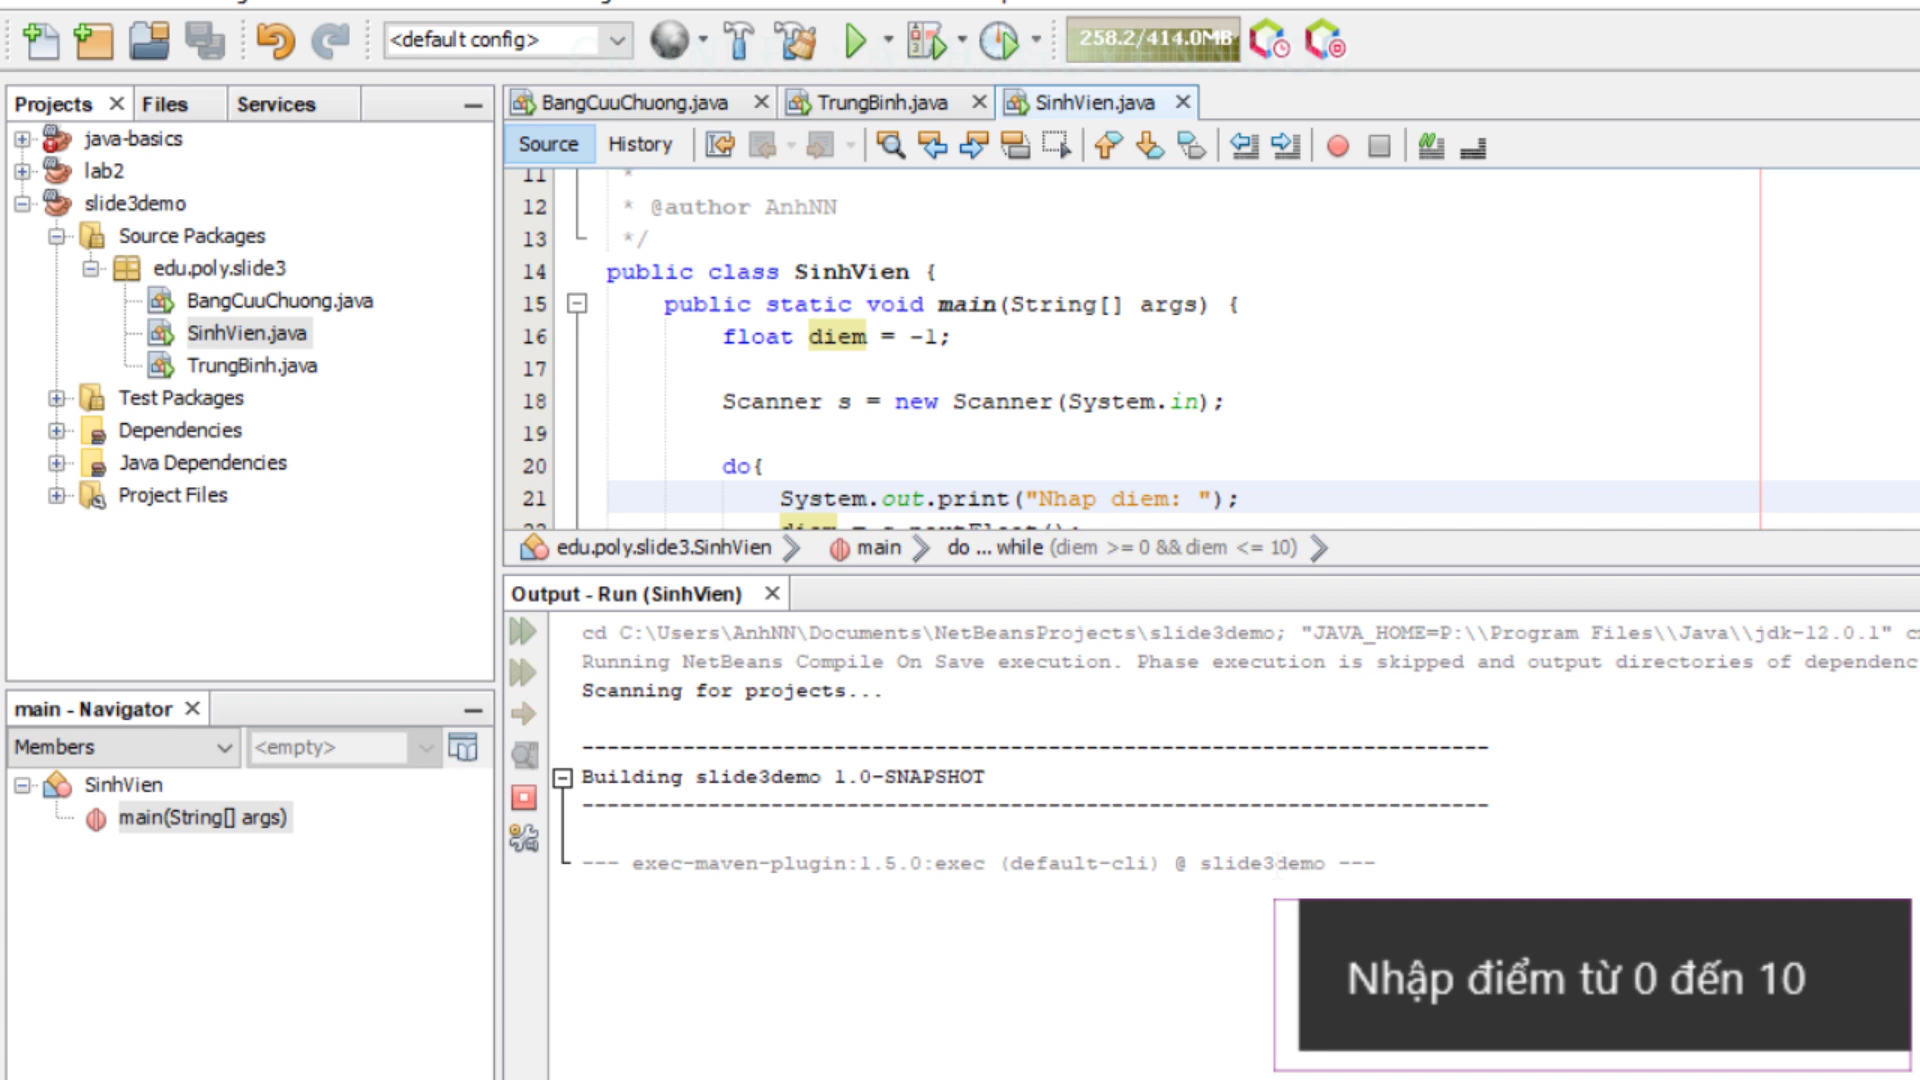 <default config>
258.2/414.0MB
Projects
Files
Services
java-basics
lab2
slide3demo
Source Packages
edu.poly.slide3
BangCuuChuong.java
SinhVien.java
TrungBinh.java
Test Packages
Dependencies
Java Dependencies
Project Files
main - Navigator
Members
<empty>
SinhVien
main(String[] args)
BangCuuChuong.java
TrungBinh.java
SinhVien.java
Source
History
11 *
12 * @author AnhNN
13 */
14 public class SinhVien {
15 public static void main(String[] args) {
16 float diem = -1;
17
18 Scanner s = new Scanner(System.in);
19
20 do{
21 System.out.print("Nhap diem: ");
22 diem = s.nextFloat();
edu.poly.slide3.SinhVien
main
do ... while (diem >= 0 && diem <= 10)
Output - Run (SinhVien)
cd C:\Users\AnhNN\Documents\NetBeansProjects\slide3demo; "JAVA_HOME=P:\\Program Files\\Java\\jdk-12.0.1"
Running NetBeans Compile On Save execution. Phase execution is skipped and output directories of dependenc
Scanning for projects...
------------------------------------------------------------------------
Building slide3demo 1.0-SNAPSHOT
------------------------------------------------------------------------
--- exec-maven-plugin:1.5.0:exec (default-cli) @ slide3demo ---
Nhập điểm từ 0 đến 10